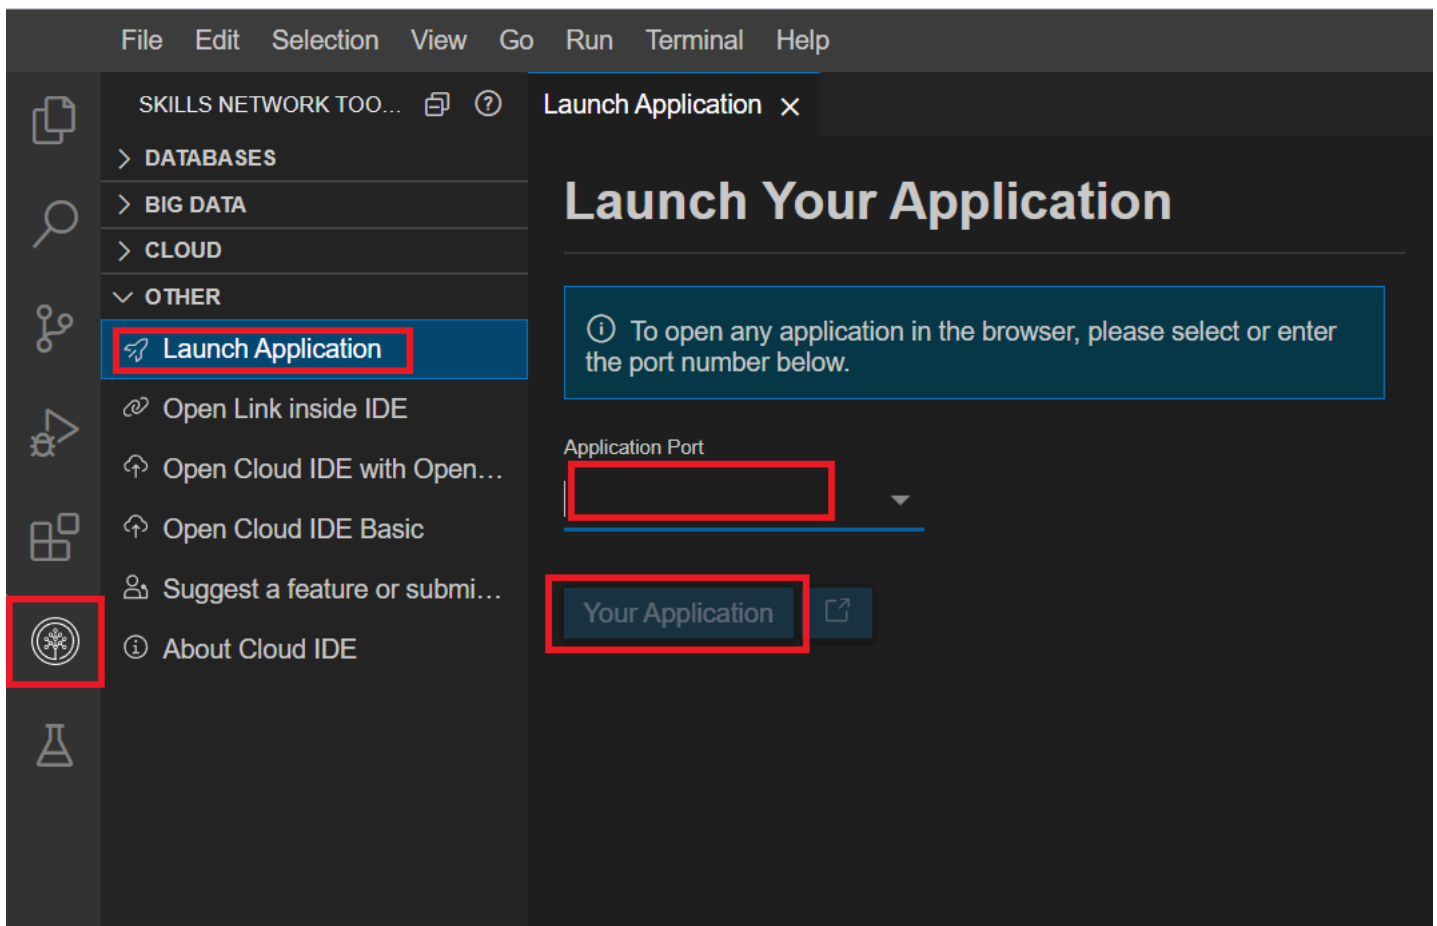 File Edit Selection View Go Run Terminal Help
SKILLS NETWORK TOO...
Launch Application
DATABASES
BIG DATA
CLOUD
OTHER
Launch Application
Open Link inside IDE
Open Cloud IDE with Open...
Open Cloud IDE Basic
Suggest a feature or submi...
About Cloud IDE
Launch Your Application
To open any application in the browser, please select or enter
the port number below.
Application Port
Your Application